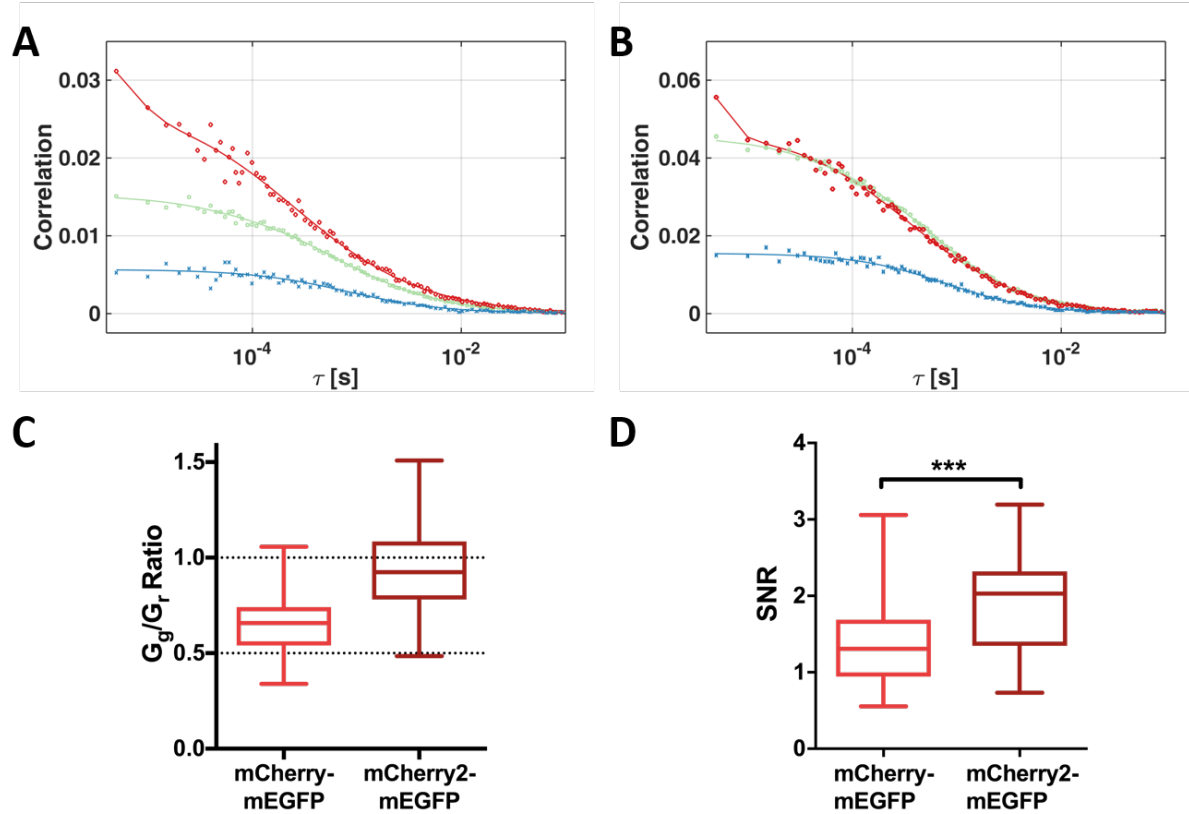 A
B
0.03
0.02
0.01
0
Correlation
10-4
10-2
τ [s]
0.06
0.04
0.02
0
Correlation
10-4
10-2
τ [s]
C
D
1.5
1.0
0.5
0.0
Gg/Gr Ratio
mCherry-
mEGFP
mCherry2-
mEGFP
4
3
2
1
0
SNR
***
mCherry-
mEGFP
mCherry2-
mEGFP